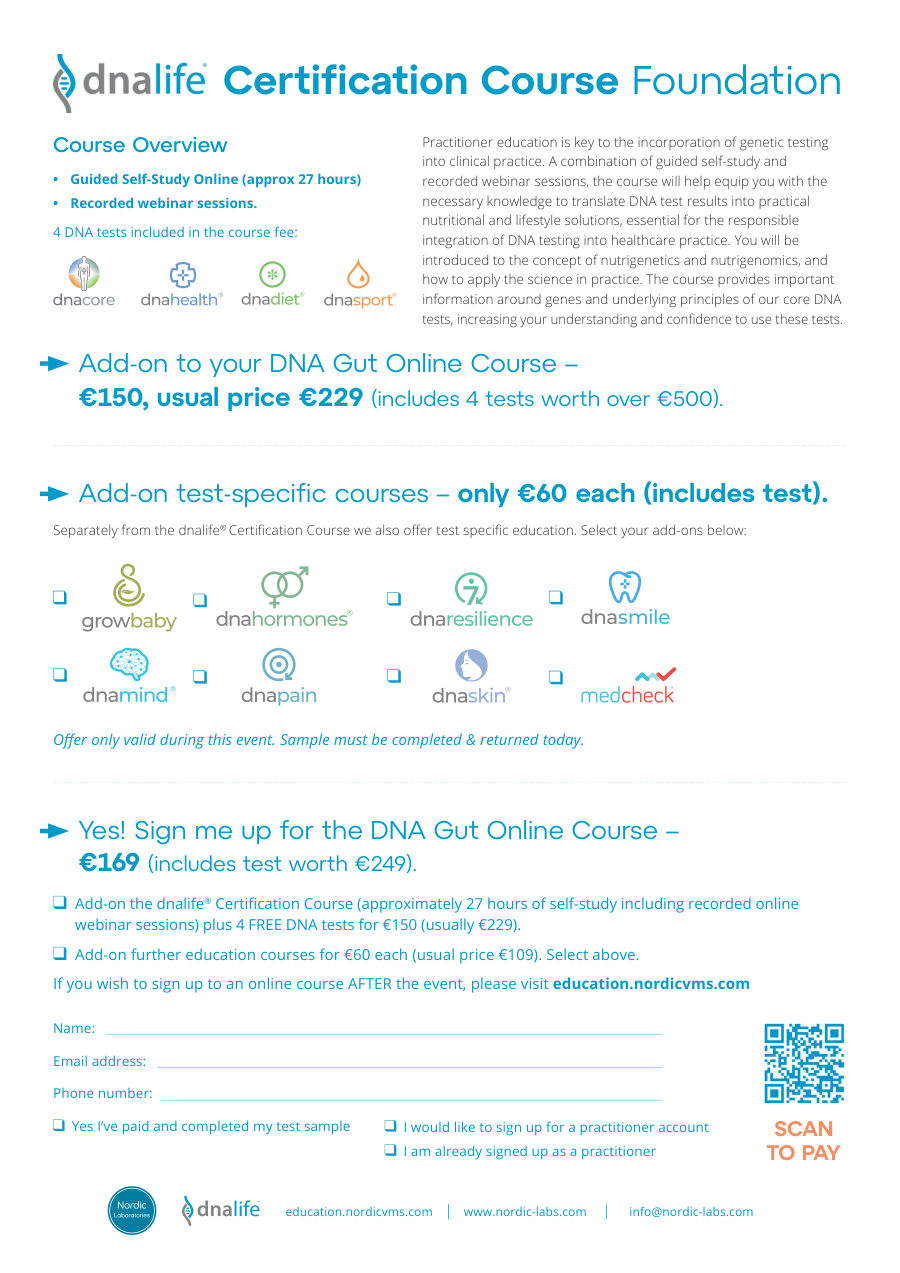 dnalife® Certification Course Foundation
Course Overview
• Guided Self-Study Online (approx 27 hours)
• Recorded webinar sessions.
4 DNA tests included in the course fee:
dnacore dnahealth® dnadiet® dnasport®
Practitioner education is key to the incorporation of genetic testing
into clinical practice. A combination of guided self-study and
recorded webinar sessions, the course will help equip you with the
necessary knowledge to translate DNA test results into practical
nutritional and lifestyle solutions, essential for the responsible
integration of DNA testing into healthcare practice. You will be
introduced to the concept of nutrigenetics and nutrigenomics, and
how to apply the science in practice. The course provides important
information around genes and underlying principles of our core DNA
tests, increasing your understanding and confidence to use these tests.
Add-on to your DNA Gut Online Course –
€150, usual price €229 (includes 4 tests worth over €500).
Add-on test-specific courses – only €60 each (includes test).
Separately from the dnalife® Certification Course we also offer test specific education. Select your add-ons below:
❏ growbaby ❏ dnahormones® ❏ dnaresilience ❏ dnasmile
❏ dnamind® ❏ dnapain ❏ dnaskin® ❏ medcheck
Offer only valid during this event. Sample must be completed & returned today.
Yes! Sign me up for the DNA Gut Online Course –
€169 (includes test worth €249).
❏ Add-on the dnalife® Certification Course (approximately 27 hours of self-study including recorded online
webinar sessions) plus 4 FREE DNA tests for €150 (usually €229).
❏ Add-on further education courses for €60 each (usual price €109). Select above.
If you wish to sign up to an online course AFTER the event, please visit education.nordicvms.com
Name:
Email address:
Phone number:
❏ Yes I've paid and completed my test sample
❏ I would like to sign up for a practitioner account
❏ I am already signed up as a practitioner
SCAN
TO PAY
Nordic
Laboratories
dnalife
education.nordicvms.com | www.nordic-labs.com | info@nordic-labs.com